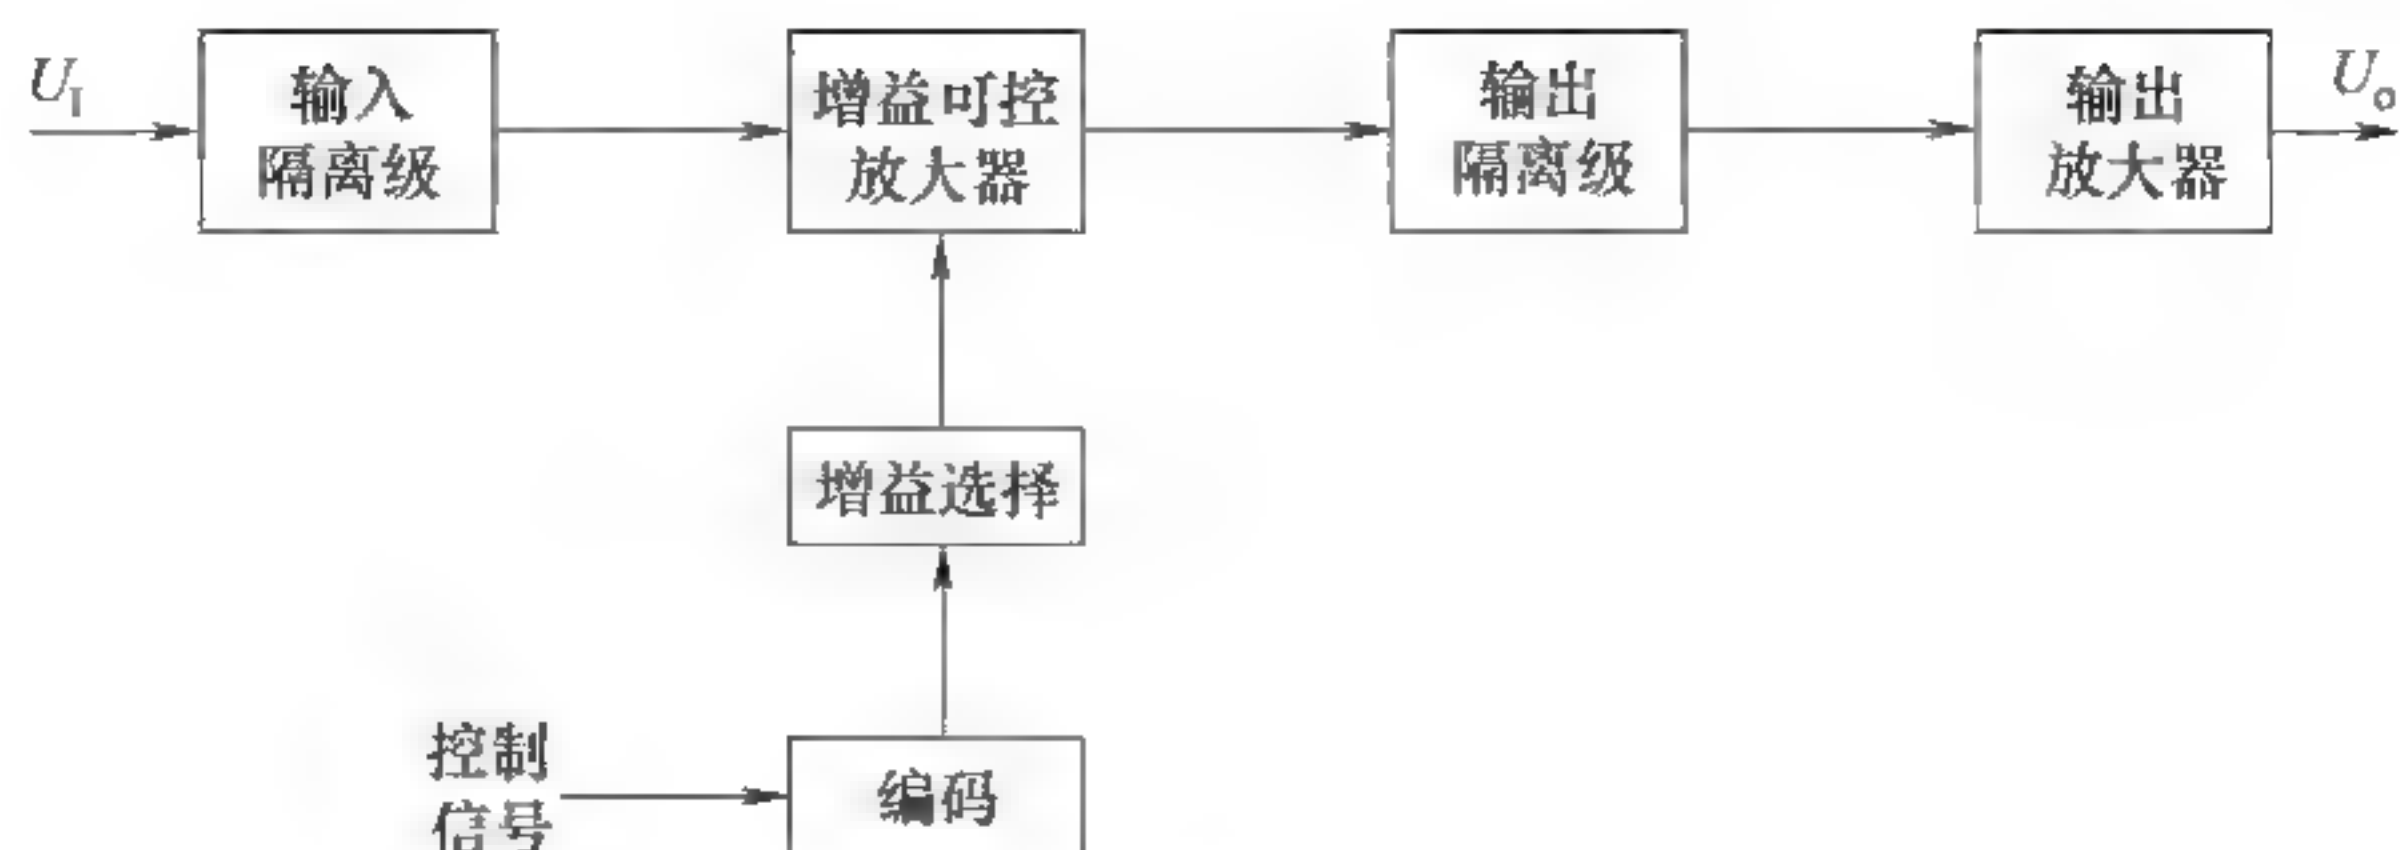 U_I
输入
隔离级
增益可控
放大器
输出
隔离级
输出
放大器
U_o
增益选择
控制
信号
编码